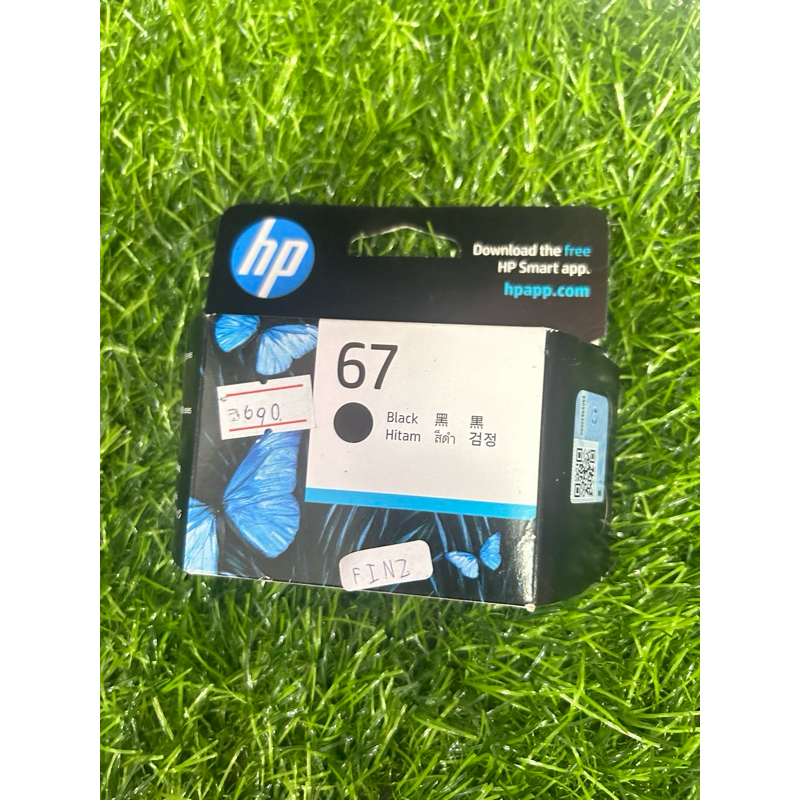 hp
Download the free
HP Smart app.
hpapp.com
67
Black 黑 黒
Hitam สีดำ 검정
690
FINZ